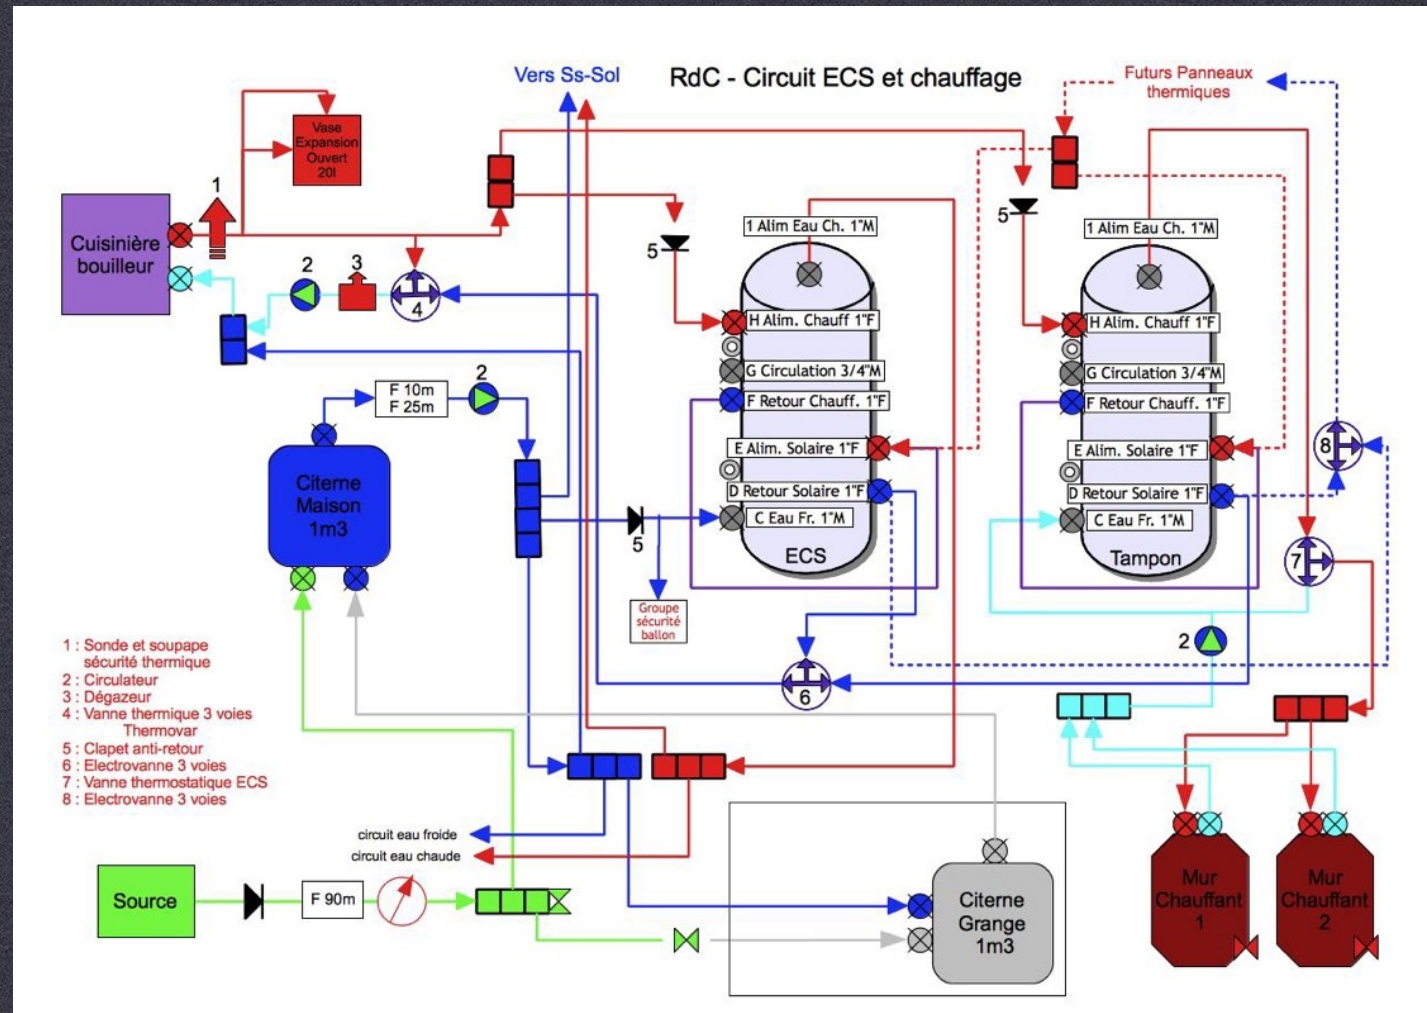 Vers Ss-Sol
RdC - Circuit ECS et chauffage
Futurs Panneaux
thermiques
Vase
Expansion
Ouvert
20l
1
Cuisinière
bouilleur
2
3
4
5
5
1 Alim Eau Ch. 1"M
H Alim. Chauff 1"F
G Circulation 3/4"M
F Retour Chauff. 1"F
E Alim. Solaire 1"F
D Retour Solaire 1"F
C Eau Fr. 1"M
ECS
1 Alim Eau Ch. 1"M
H Alim. Chauff 1"F
G Circulation 3/4"M
F Retour Chauff. 1"F
E Alim. Solaire 1"F
D Retour Solaire 1"F
C Eau Fr. 1"M
Tampon
8
7
F 10m
F 25m
2
Citerne
Maison
1m3
5
Groupe
sécurité
ballon
6
2
1 : Sonde et soupape
sécurité thermique
2 : Circulateur
3 : Dégazeur
4 : Vanne thermique 3 voies
Thermovar
5 : Clapet anti-retour
6 : Electrovanne 3 voies
7 : Vanne thermostatique ECS
8 : Electrovanne 3 voies
circuit eau froide
circuit eau chaude
Source
F 90m
Citerne
Grange
1m3
Mur
Chauffant
1
Mur
Chauffant
2